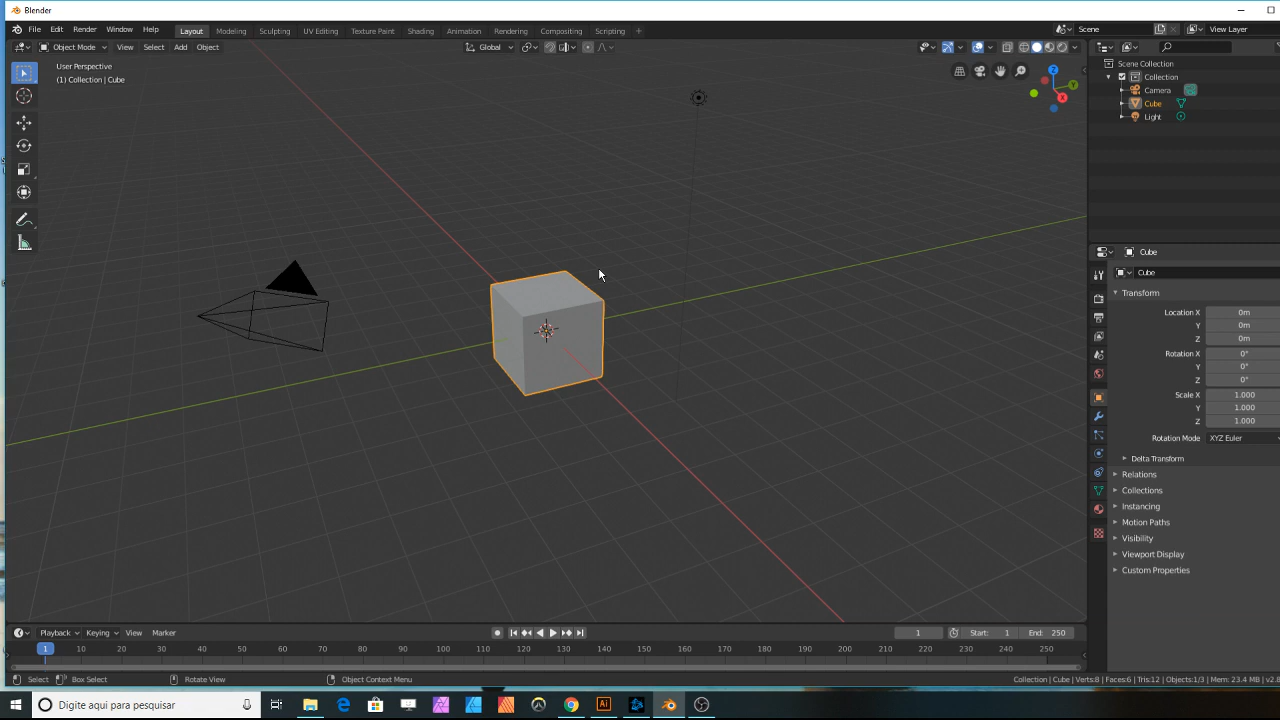 Blender
File Edit Render Window Help Layout Modeling Sculpting UV Editing Texture Paint Shading Animation Rendering Compositing Scripting + Scene View Layer
Object Mode View Select Add Object Global
User Perspective
(1) Collection | Cube
Z
Y
X
Scene Collection
Collection
Camera
Cube
Light
Cube
Cube
Transform
Location X 0m
Y 0m
Z 0m
Rotation X 0°
Y 0°
Z 0°
Scale X 1.000
Y 1.000
Z 1.000
Rotation Mode XYZ Euler
Delta Transform
Relations
Collections
Instancing
Motion Paths
Visibility
Viewport Display
Custom Properties
Playback Keying View Marker 1 Start: 1 End: 250
1 10 20 30 40 50 60 70 80 90 100 110 120 130 140 150 160 170 180 190 200 210 220 230 240 250
Select Box Select Rotate View Object Context Menu Collection | Cube | Verts:8 | Faces:6 | Tris:12 | Objects:1/3 | Mem: 23.4 MB | v2.8
Digite aqui para pesquisar Ai